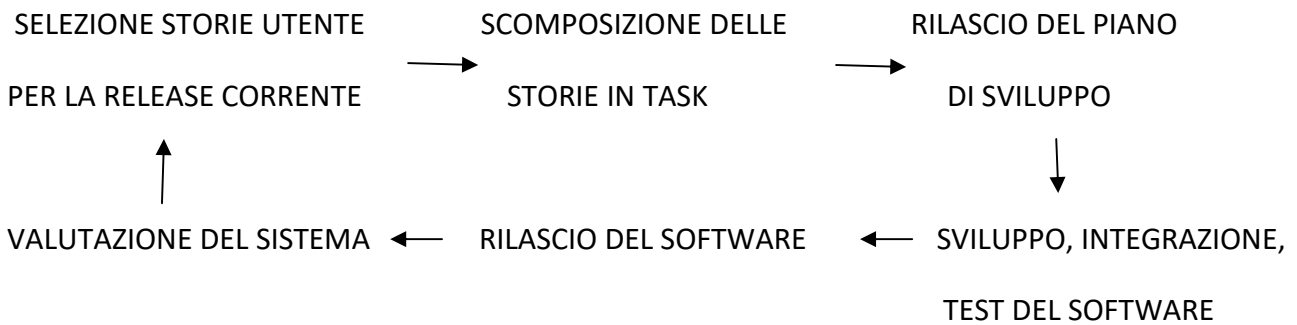 SELEZIONE STORIE UTENTE
PER LA RELEASE CORRENTE
SCOMPOSIZIONE DELLE
STORIE IN TASK
RILASCIO DEL PIANO
DI SVILUPPO
VALUTAZIONE DEL SISTEMA
RILASCIO DEL SOFTWARE
SVILUPPO, INTEGRAZIONE,
TEST DEL SOFTWARE